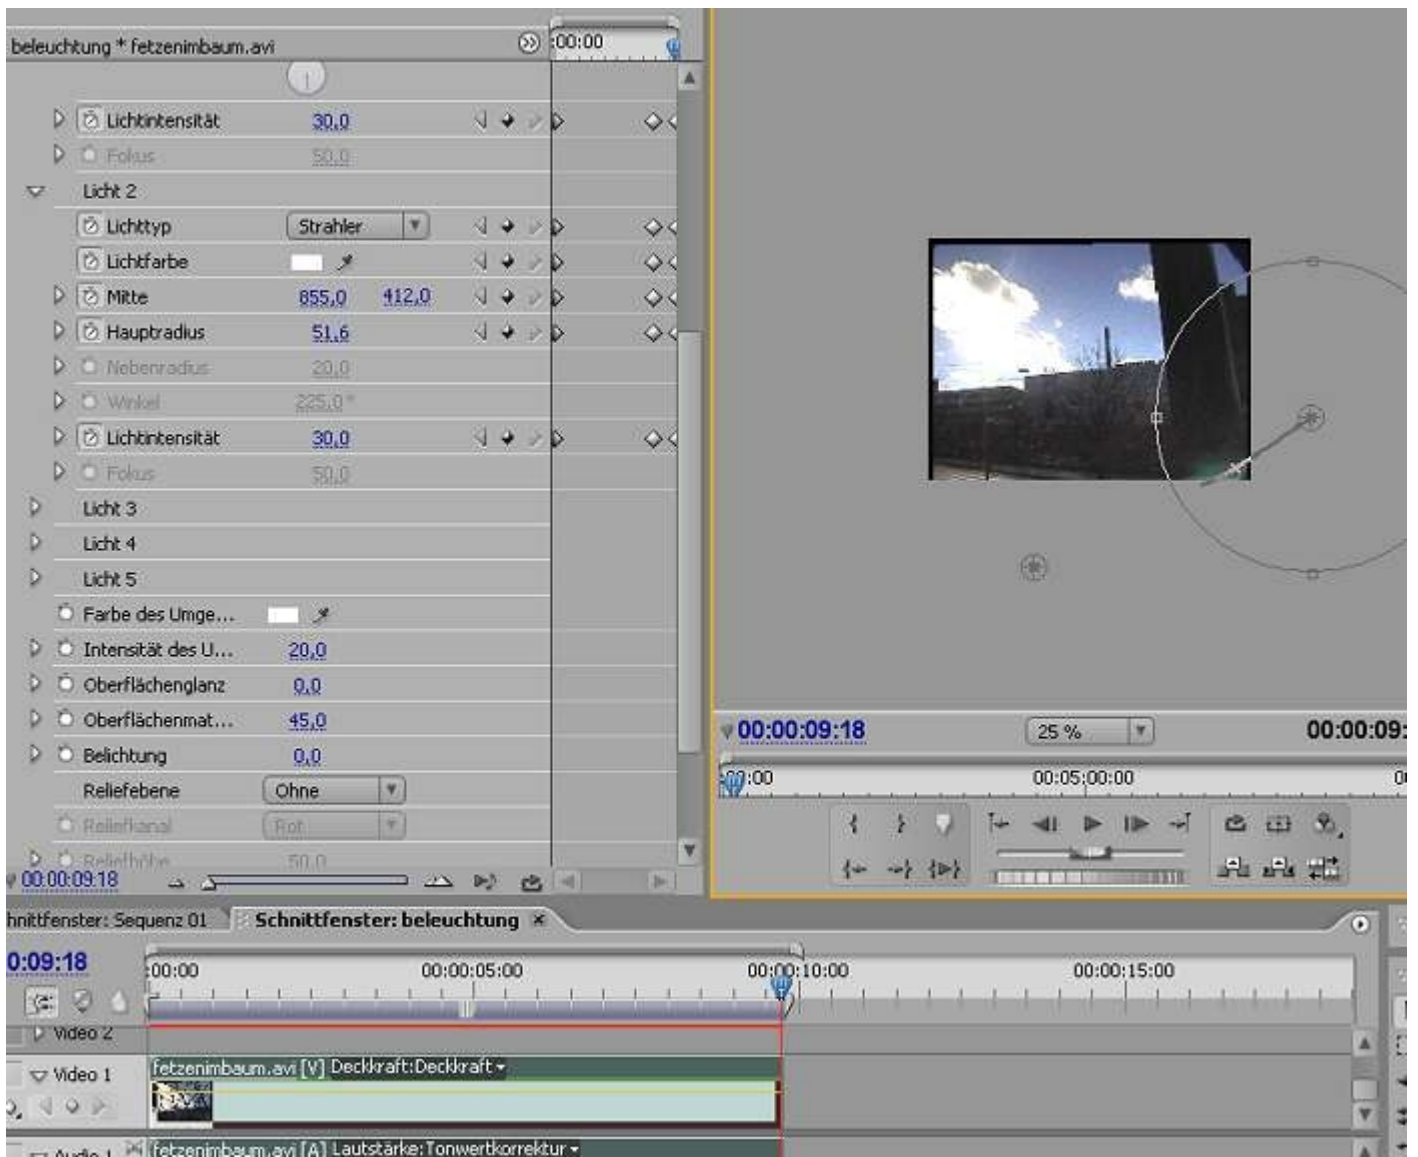 beleuchtung * fetzenimbaum.avi :00:00
Lichtintensität 30,0
Fokus 50,0
Licht 2
Lichttyp Strahler
Lichtfarbe
Mitte 855,0 412,0
Hauptradius 51,6
Nebenradius 20,0
Winkel 225,0 °
Lichtintensität 30,0
Fokus 50,0
Licht 3
Licht 4
Licht 5
Farbe des Umge...
Intensität des U... 20,0
Oberflächenglanz 0,0
Oberflächenmat... 45,0
Belichtung 0,0
Reliefebene Ohne
Reliefkanal Rot
Reliefhöhe 50,0
00:00:09:18
00:00:09:18 25 % 00:00:09:
:00:00 00:05:00:00
hnittfenster: Sequenz 01 Schnittfenster: beleuchtung
0:09:18 :00:00 00:00:05:00 00:00:10:00 00:00:15:00
Video 2
Video 1 fetzenimbaum.avi [V] Deckkraft:Deckkraft
Audio 1 fetzenimbaum.avi [A] Lautstärke:Tonwertkorrektur